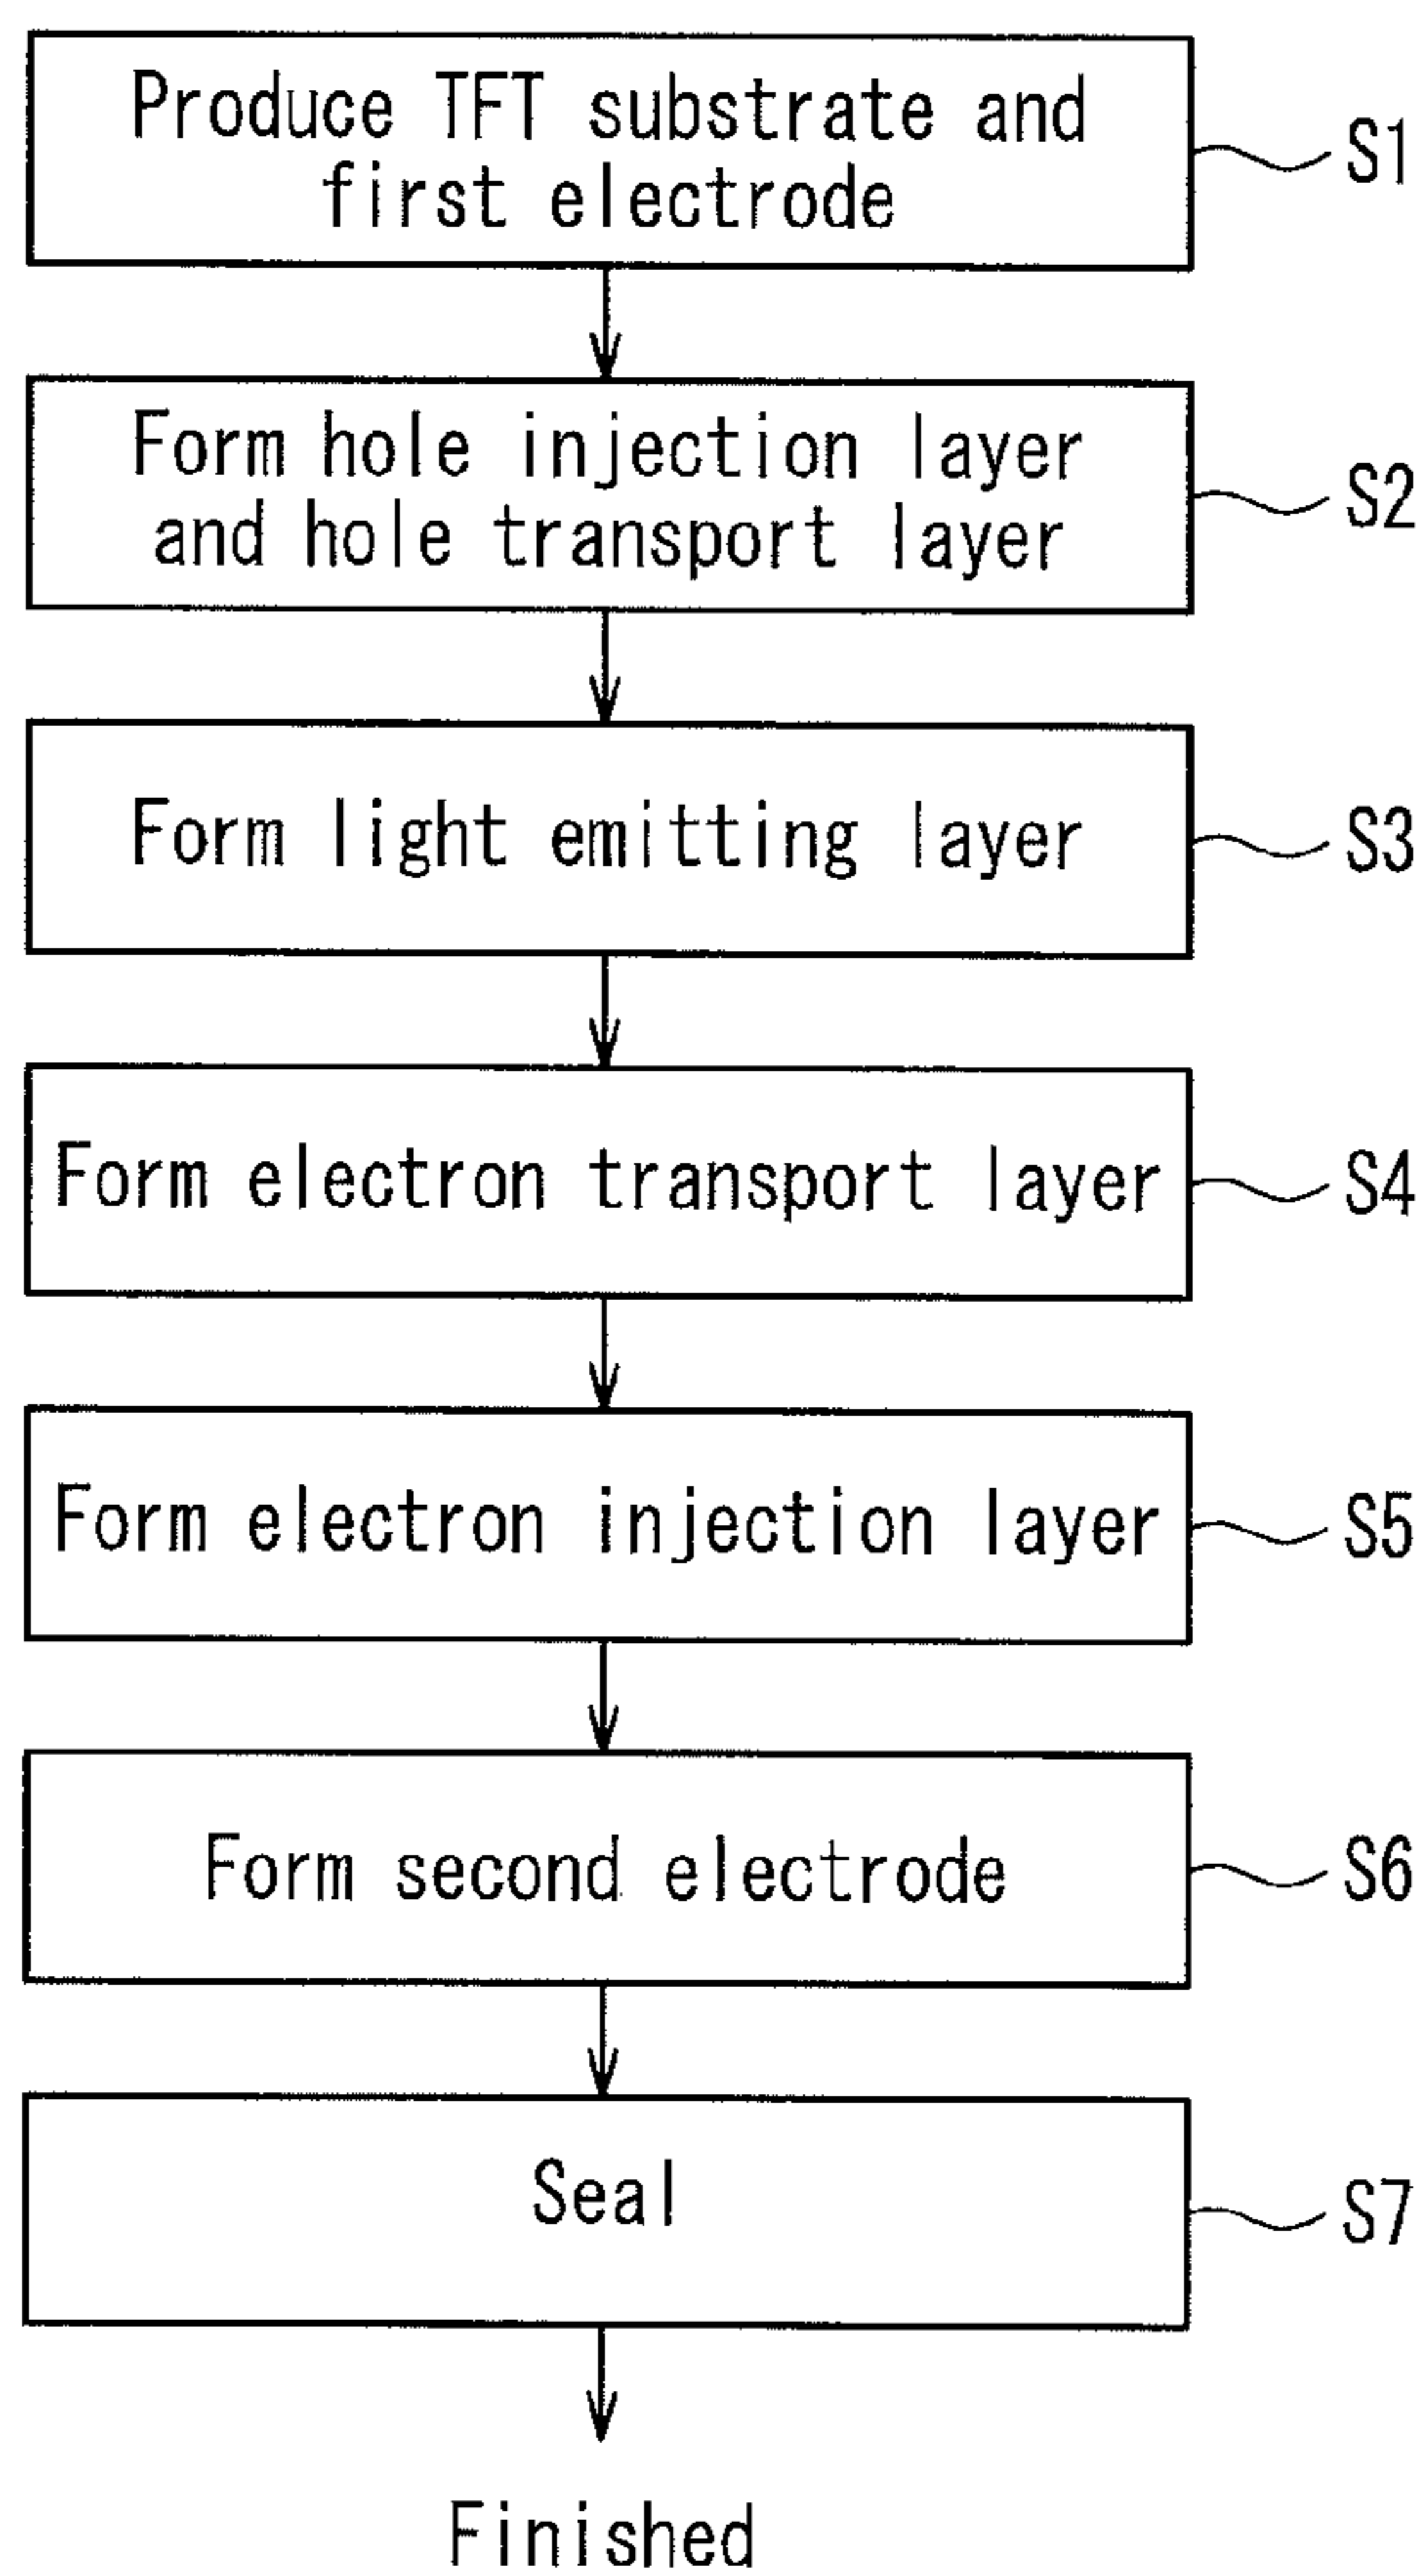 Produce TFT substrate and
first electrode
S1
Form hole injection layer
and hole transport layer
S2
Form light emitting layer
S3
Form electron transport layer
S4
Form electron injection layer
S5
Form second electrode
S6
Seal
S7
Finished